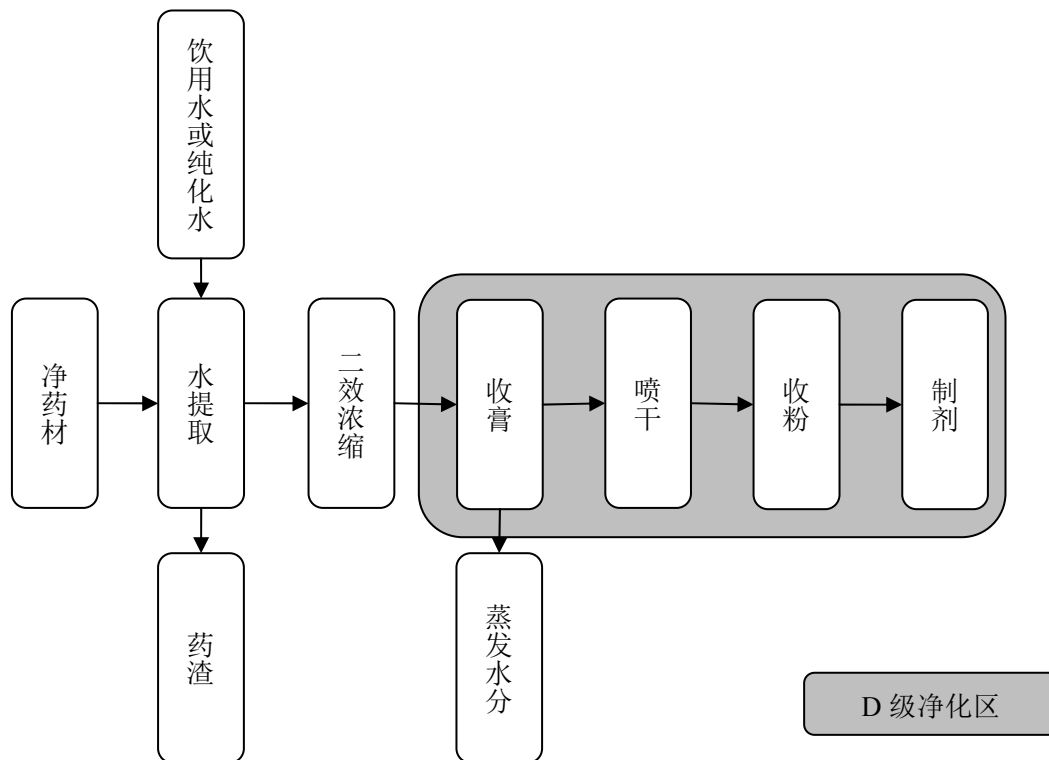 饮用水或纯化水
净药材
水提取
二效浓缩
收膏
喷干
收粉
制剂
药渣
蒸发水分
D 级净化区